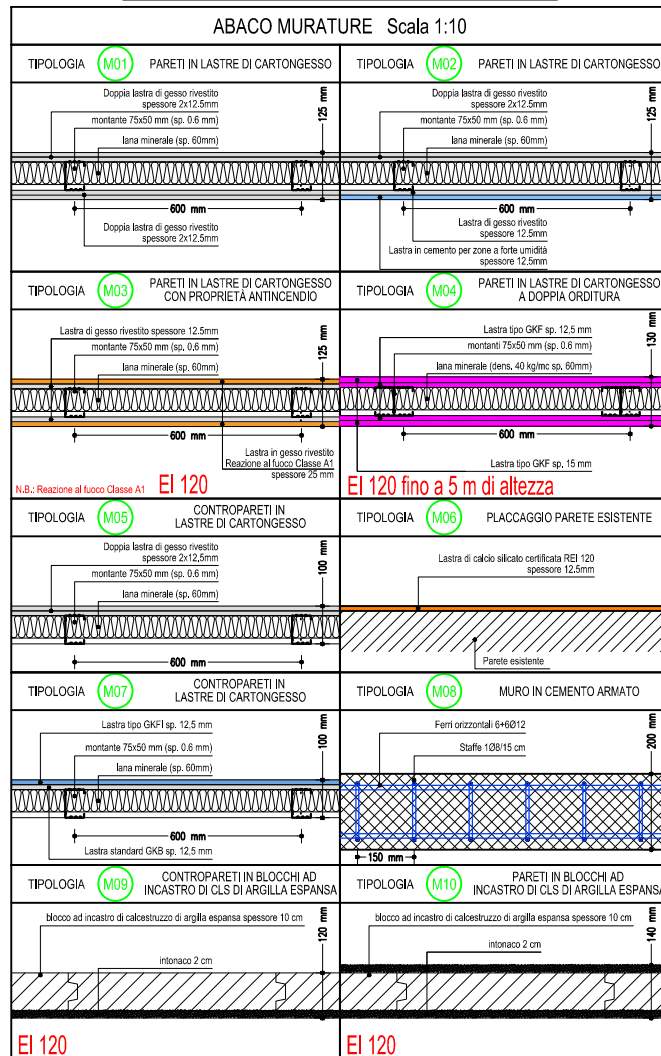 ABACO MURATURE Scala 1:10
TIPOLOGIA M01 PARETI IN LASTRE DI CARTONGESSO
Doppia lastra di gesso rivestito
spessore 2x12.5mm
montante 75x50 mm (sp. 0.6 mm)
lana minerale (sp. 60mm)
125 mm
600 mm
Doppia lastra di gesso rivestito
spessore 2x12.5mm
TIPOLOGIA M02 PARETI IN LASTRE DI CARTONGESSO
Doppia lastra di gesso rivestito
spessore 2x12.5mm
montante 75x50 mm (sp. 0.6 mm)
lana minerale (sp. 60mm)
125 mm
600 mm
Lastra di gesso rivestito
spessore 12.5mm
Lastra in cemento per zone a forte umidità
spessore 12.5mm
TIPOLOGIA M03 PARETI IN LASTRE DI CARTONGESSO
CON PROPRIETÀ ANTINCENDIO
Lastra di gesso rivestito spessore 12.5mm
montante 75x50 mm (sp. 0,6 mm)
lana minerale (sp. 60mm)
125 mm
600 mm
Lastra in gesso rivestito
Reazione al fuoco Classe A1
spessore 25 mm
N.B.: Reazione al fuoco Classe A1
EI 120
TIPOLOGIA M04 PARETI IN LASTRE DI CARTONGESSO
A DOPPIA ORDITURA
Lastra tipo GKF sp. 12,5 mm
montanti 75x50 mm (sp. 0.6 mm)
lana minerale (dens. 40 kg/mc sp. 60mm)
130 mm
600 mm
Lastra tipo GKF sp. 15 mm
EI 120 fino a 5 m di altezza
TIPOLOGIA M05 CONTROPARETI IN
LASTRE DI CARTONGESSO
Doppia lastra di gesso rivestito
spessore 2x12,5mm
montante 75x50 mm (sp. 0.6 mm)
lana minerale (sp. 60mm)
100 mm
600 mm
TIPOLOGIA M06 PLACCAGGIO PARETE ESISTENTE
Lastra di calcio silicato certificata REI 120
spessore 12.5mm
Parete esistente
TIPOLOGIA M07 CONTROPARETI IN
LASTRE DI CARTONGESSO
Lastra tipo GKFI sp. 12,5 mm
montante 75x50 mm (sp. 0.6 mm)
lana minerale (sp. 60mm)
100 mm
600 mm
Lastra standard GKB sp. 12,5 mm
TIPOLOGIA M08 MURO IN CEMENTO ARMATO
Ferri orizzontali 6+6Ø12
Staffe 1Ø8/15 cm
200 mm
150 mm
TIPOLOGIA M09 CONTROPARETI IN BLOCCHI AD
INCASTRO DI CLS DI ARGILLA ESPANSA
blocco ad incastro di calcestruzzo di argilla espansa spessore 10 cm
intonaco 2 cm
120 mm
EI 120
TIPOLOGIA M10 PARETI IN BLOCCHI AD
INCASTRO DI CLS DI ARGILLA ESPANSA
blocco ad incastro di calcestruzzo di argilla espansa spessore 10 cm
intonaco 2 cm
140 mm
EI 120